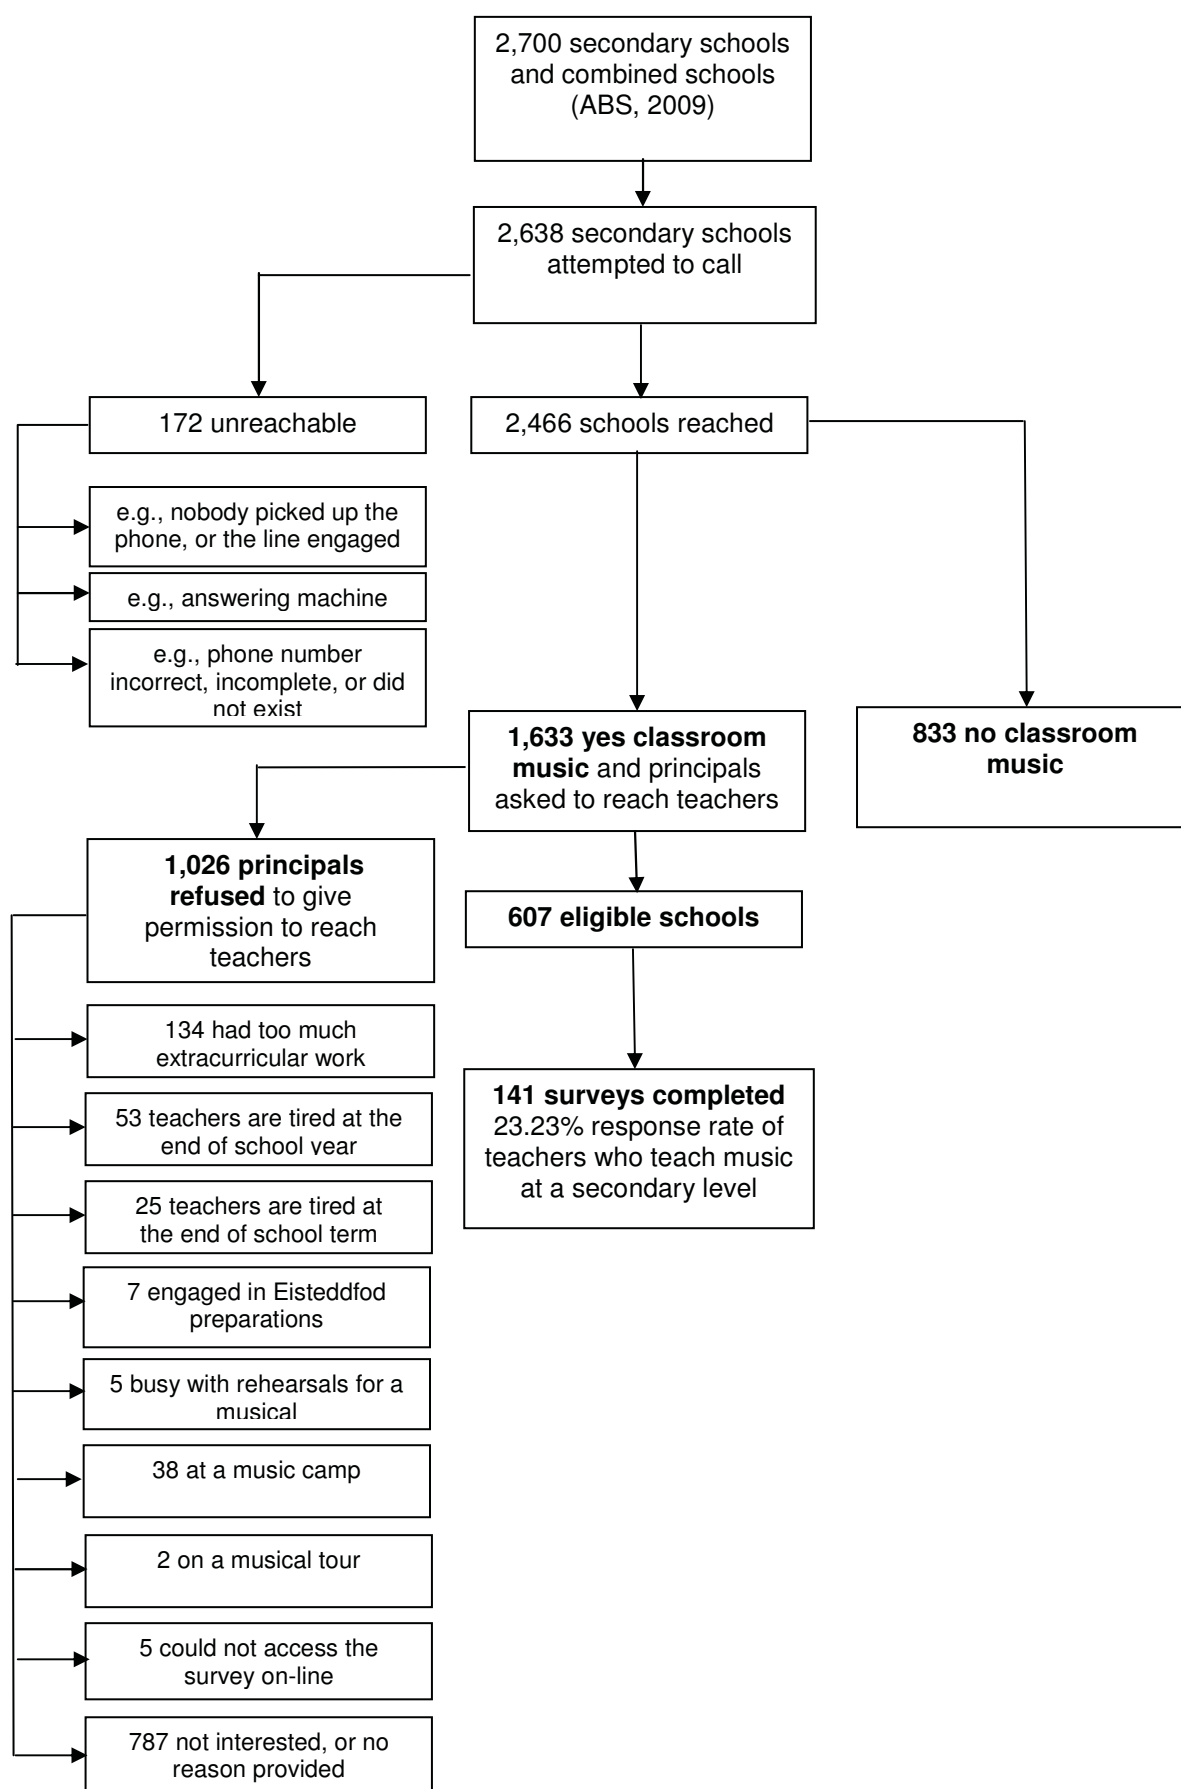 2,700 secondary schools
and combined schools
(ABS, 2009)
2,638 secondary schools
attempted to call
172 unreachable
2,466 schools reached
e.g., nobody picked up the
phone, or the line engaged
e.g., answering machine
e.g., phone number
incorrect, incomplete, or did
not exist
1,633 yes classroom
music and principals
asked to reach teachers
833 no classroom
music
1,026 principals
refused to give
permission to reach
teachers
607 eligible schools
134 had too much
extracurricular work
141 surveys completed
23.23% response rate of
teachers who teach music
at a secondary level
53 teachers are tired at the
end of school year
25 teachers are tired at
the end of school term
7 engaged in Eisteddfod
preparations
5 busy with rehearsals for a
musical
38 at a music camp
2 on a musical tour
5 could not access the
survey on-line
787 not interested, or no
reason provided